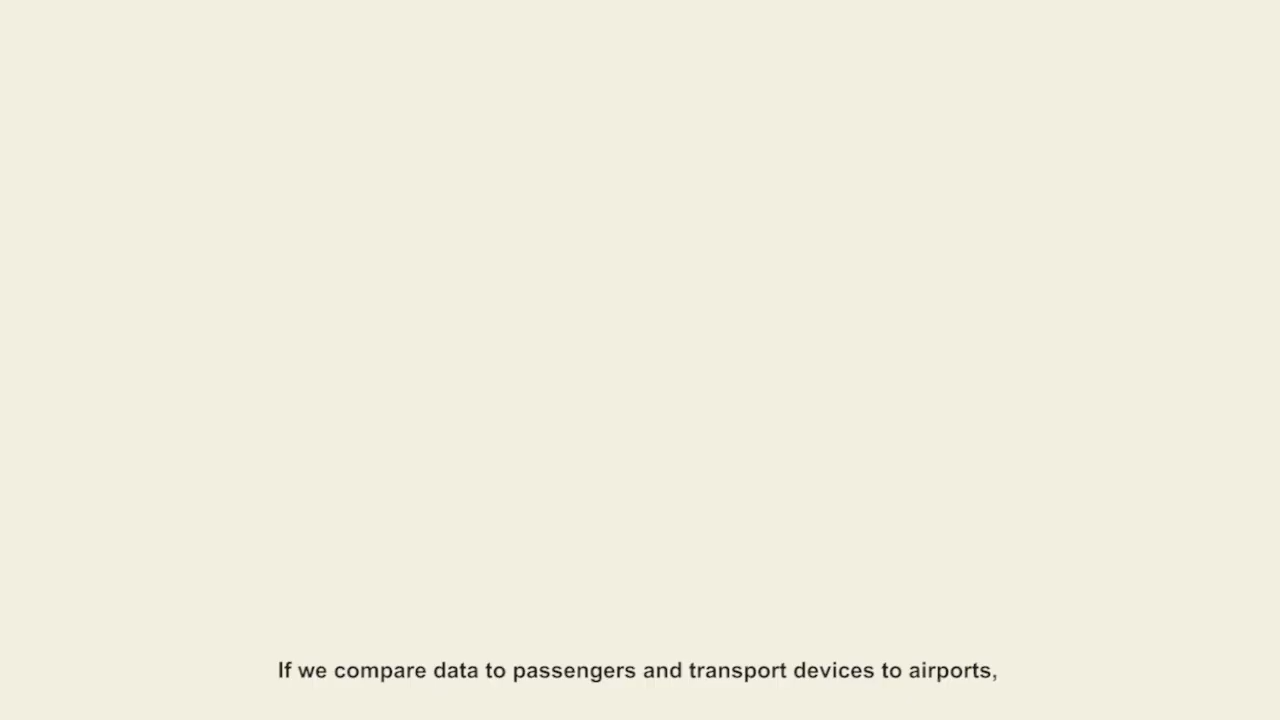 If we compare data to passengers and transport devices to airports,